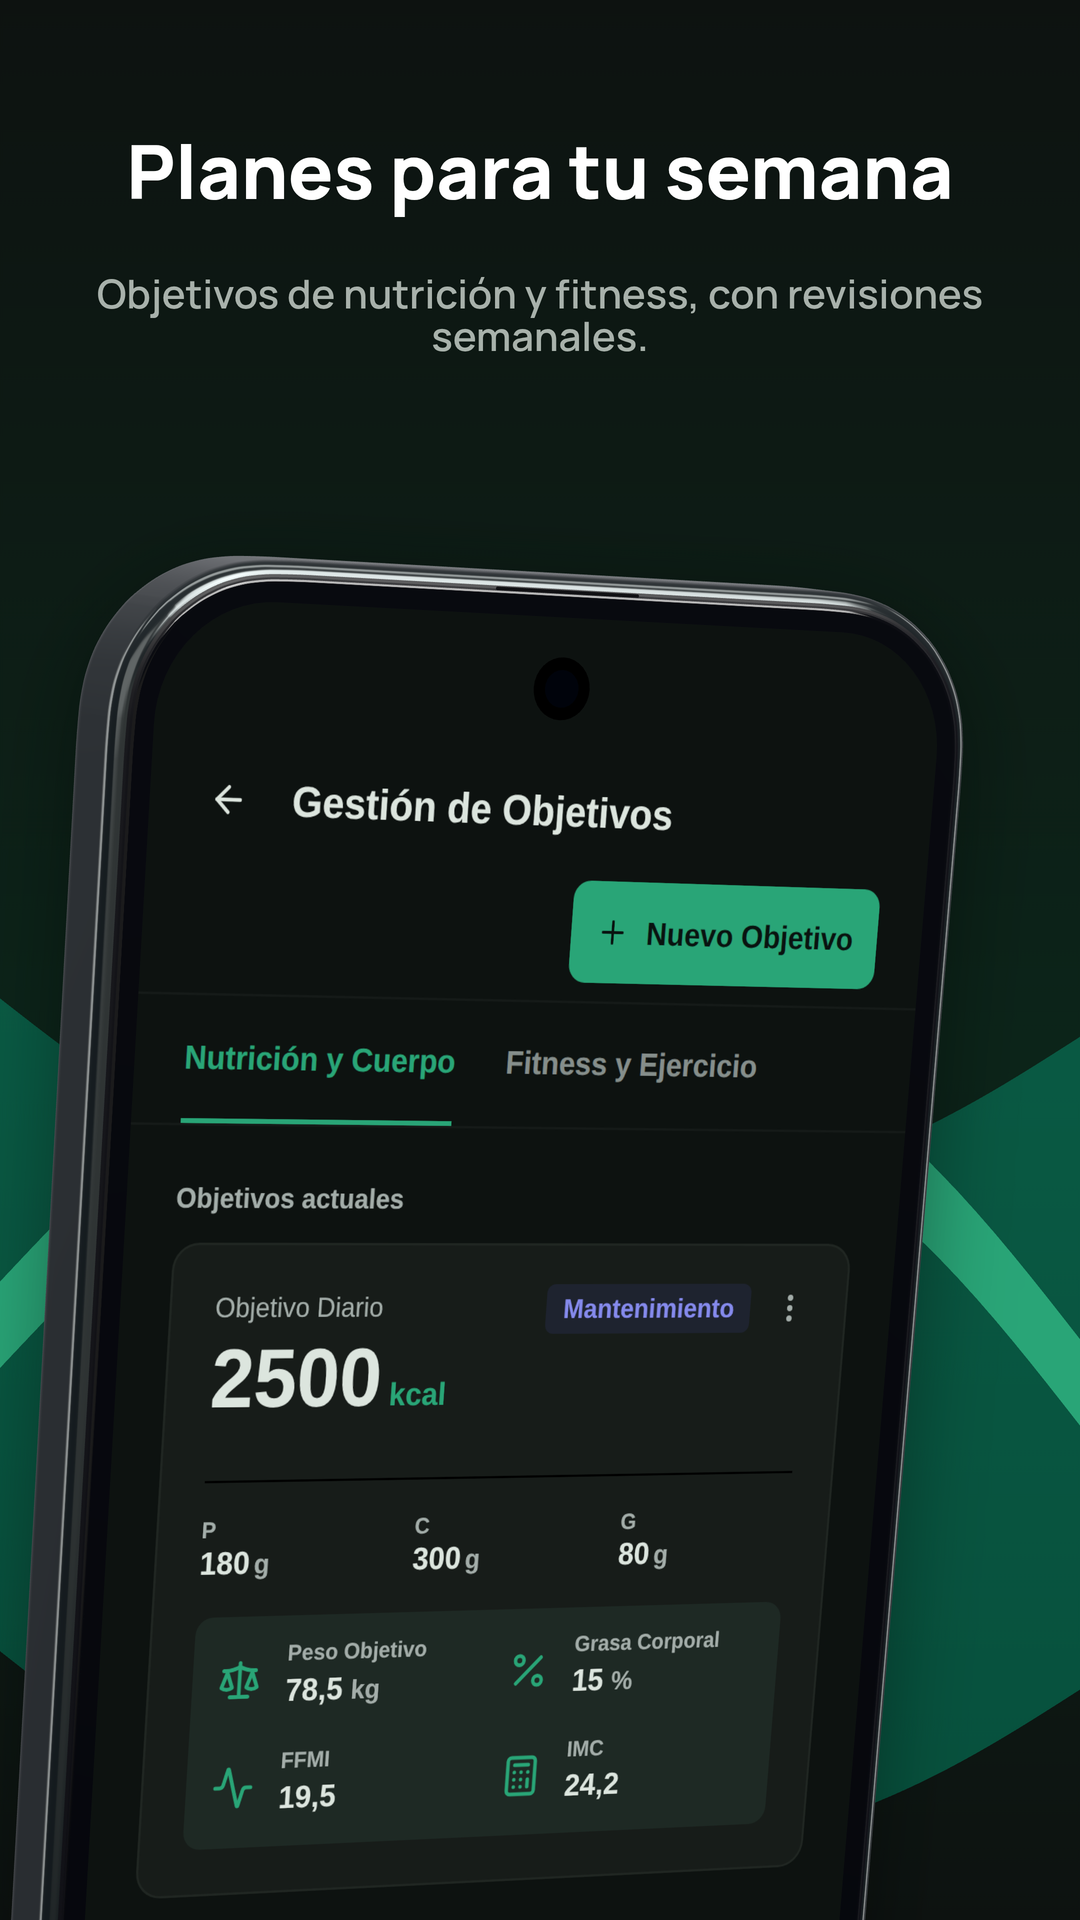 Planes para tu semana
Objetivos de nutrición y fitness, con revisiones
semanales.
Gestión de Objetivos
Nuevo Objetivo
Nutrición y Cuerpo
Fitness y Ejercicio
Objetivos actuales
Objetivo Diario
Mantenimiento
2500 kcal
P
180 g
C
300 g
G
80 g
Peso Objetivo
78,5 kg
Grasa Corporal
15 %
FFMI
19,5
IMC
24,2